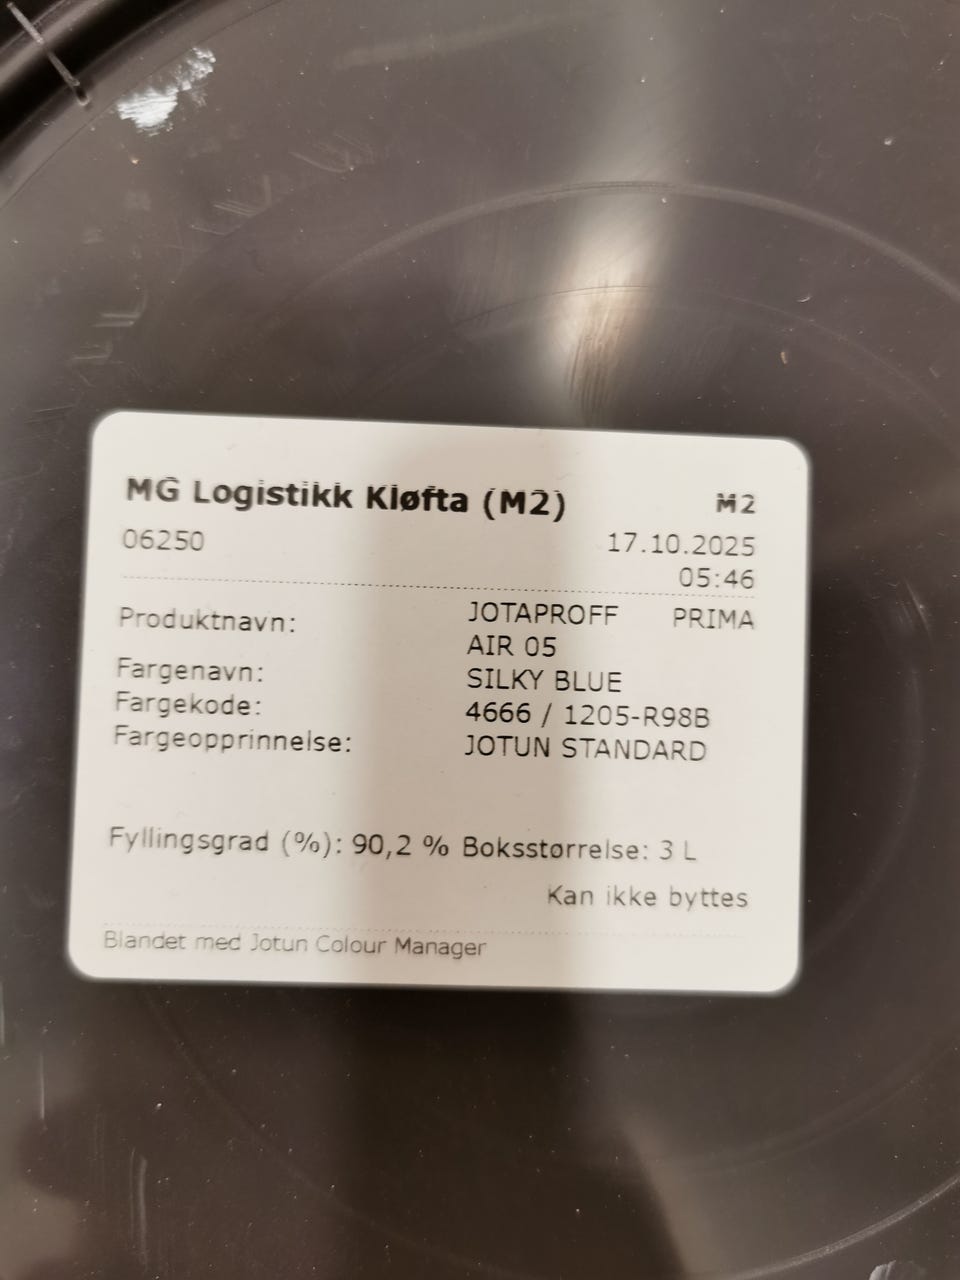 MG Logistikk Kløfta (M2) M2
06250 17.10.2025
05:46
Produktnavn: JOTAPROFF PRIMA
AIR 05
Fargenavn: SILKY BLUE
Fargekode: 4666 / 1205-R98B
Fargeopprinnelse: JOTUN STANDARD
Fyllingsgrad (%): 90,2 % Boksstørrelse: 3 L
Kan ikke byttes
Blandet med Jotun Colour Manager